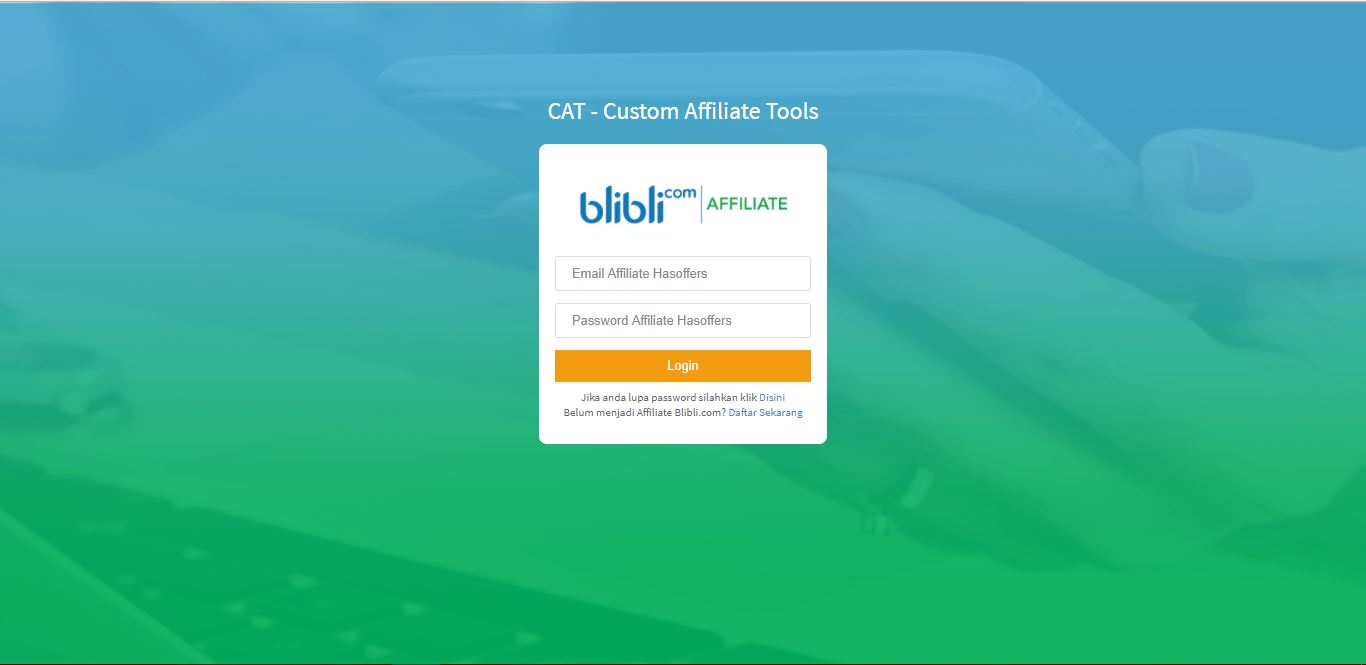 CAT - Custom Affiliate Tools
blibli.com | AFFILIATE
Email Affiliate Hasoffers
Password Affiliate Hasoffers
Login
Jika anda lupa password silahkan klik Disini
Belum menjadi Affiliate Blibli.com? Daftar Sekarang